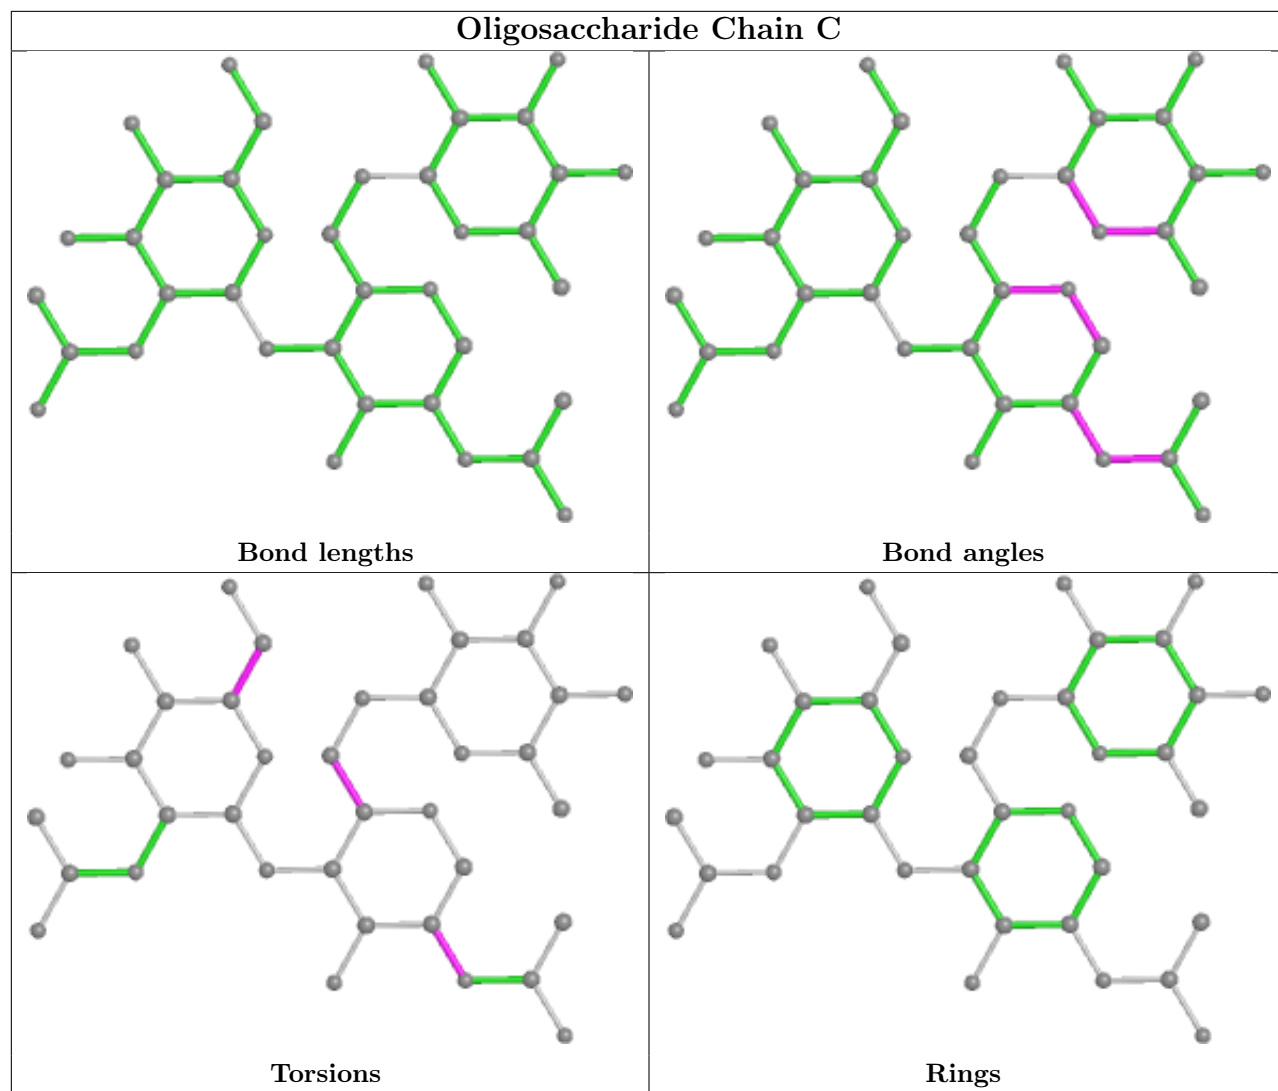 Oligosaccharide Chain C
Bond lengths
Bond angles
Torsions
Rings